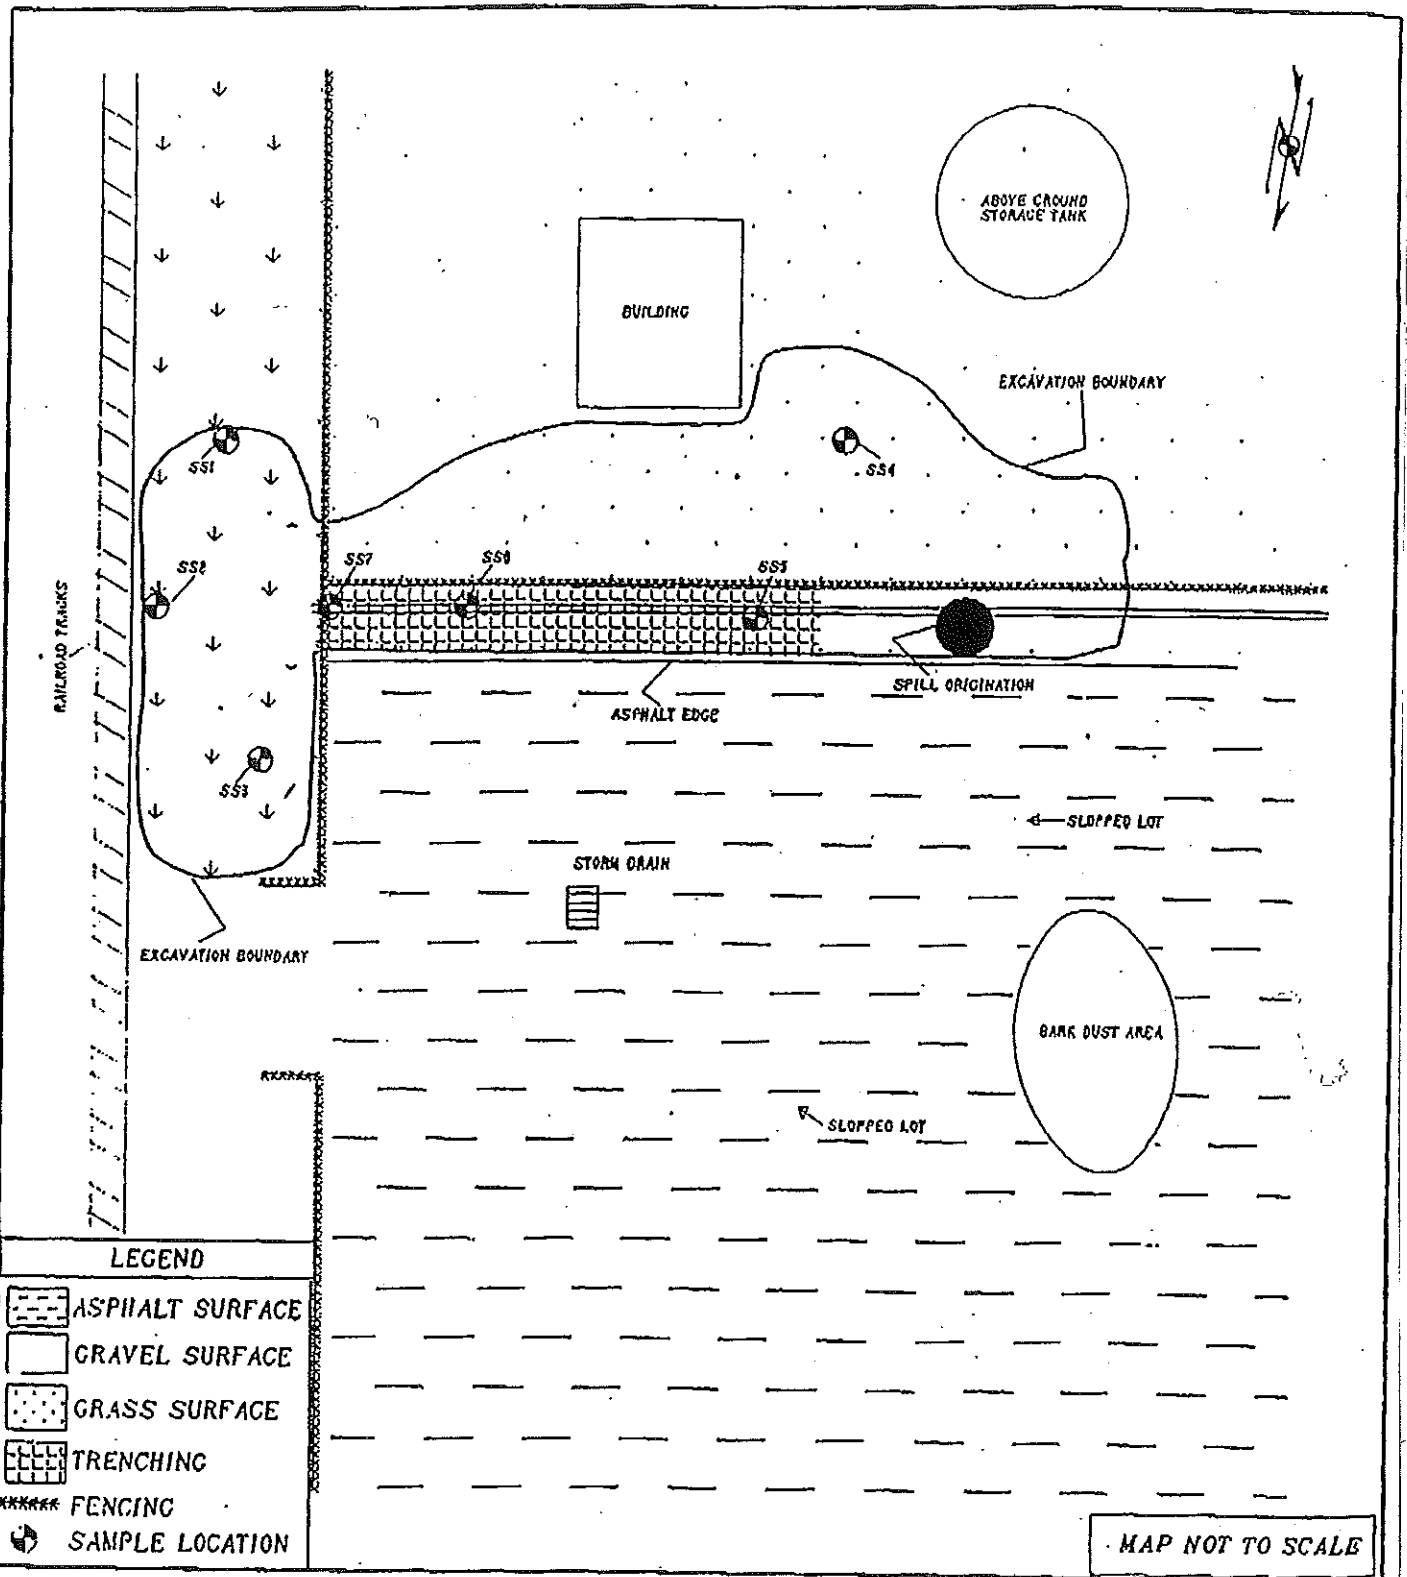 ABOVE GROUND
STORAGE TANK
BUILDING
EXCAVATION BOUNDARY
SS1
SS4
SS2
SS7
SS6
SS5
RAILROAD TRACKS
SPILL ORIGINATION
ASPHALT EDGE
SS3
SLOPPED LOT
STORM DRAIN
EXCAVATION BOUNDARY
BARK DUST AREA
SLOPPED LOT
LEGEND
ASPHALT SURFACE
GRAVEL SURFACE
GRASS SURFACE
TRENCHING
FENCING
SAMPLE LOCATION
MAP NOT TO SCALE